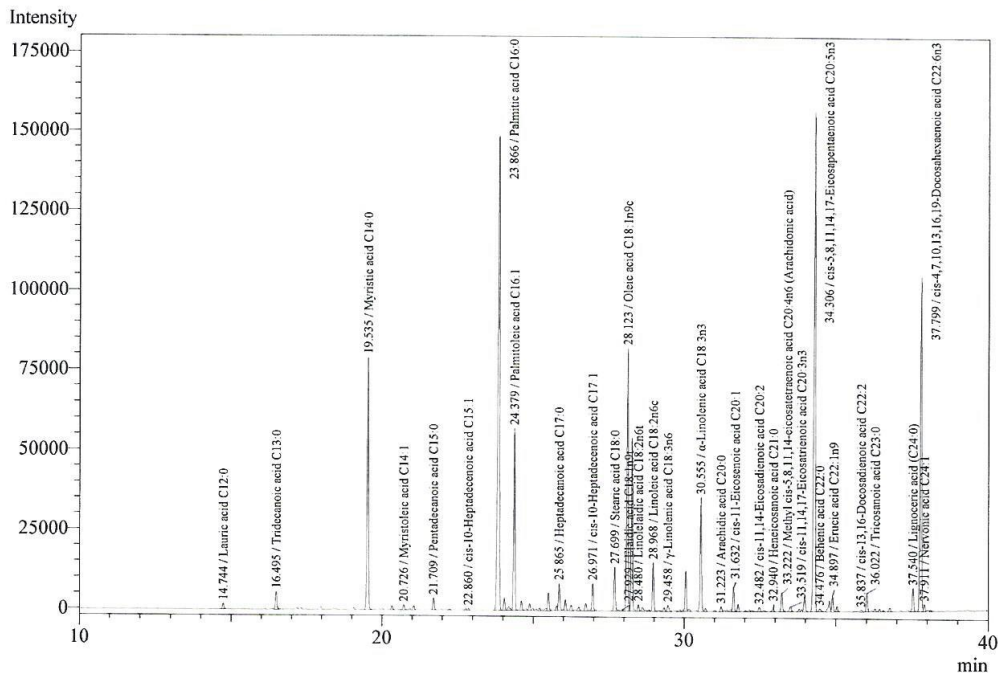 Intensity
175000
150000
125000
100000
75000
50000
25000
0
14.744 / Lauric acid C12:0
16.495 / Tridecanoic acid C13:0
19.535 / Myristic acid C14:0
20.726 / Myristoleic acid C14:1
21.709 / Pentadecanoic acid C15:0
22.860 / cis-10-Heptadecenoic acid C15:1
23.866 / Palmitic acid C16:0
24.379 / Palmitoleic acid C16:1
25.865 / Heptadecanoic acid C17:0
26.971 / cis-10-Heptadecenoic acid C17:1
27.699 / Stearic acid C18:0
27.929 / Elaidic acid C18:1n9t
28.123 / Oleic acid C18:1n9c
28.480 / Linolelaidic acid C18:2n6t
28.968 / Linoleic acid C18:2n6c
29.458 / γ-Linolenic acid C18:3n6
30.555 / α-Linolenic acid C18:3n3
31.223 / Arachidic acid C20:0
31.632 / cis-11-Eicosenoic acid C20:1
32.482 / cis-11,14-Eicosadienoic acid C20:2
32.940 / Heneicosanoic acid C21:0
33.222 / Methyl cis-5,8,11,14-eicosatetraenoic acid C20:4n6 (Arachidonic acid)
33.519 / cis-11,14,17-Eicosatrienoic acid C20:3n3
34.306 / cis-5,8,11,14,17-Eicosapentaenoic acid C20:5n3
34.476 / Behenic acid C22:0
34.897 / Erucic acid C22:1n9
35.837 / cis-13,16-Docosadienoic acid C22:2
36.022 / Tricosanoic acid C23:0
37.540 / Lignoceric acid (C24:0)
37.799 / cis-4,7,10,13,16,19-Docosahexaenoic acid C22:6n3
37.911 / Nervonic acid C24:1
10
20
30
40
min